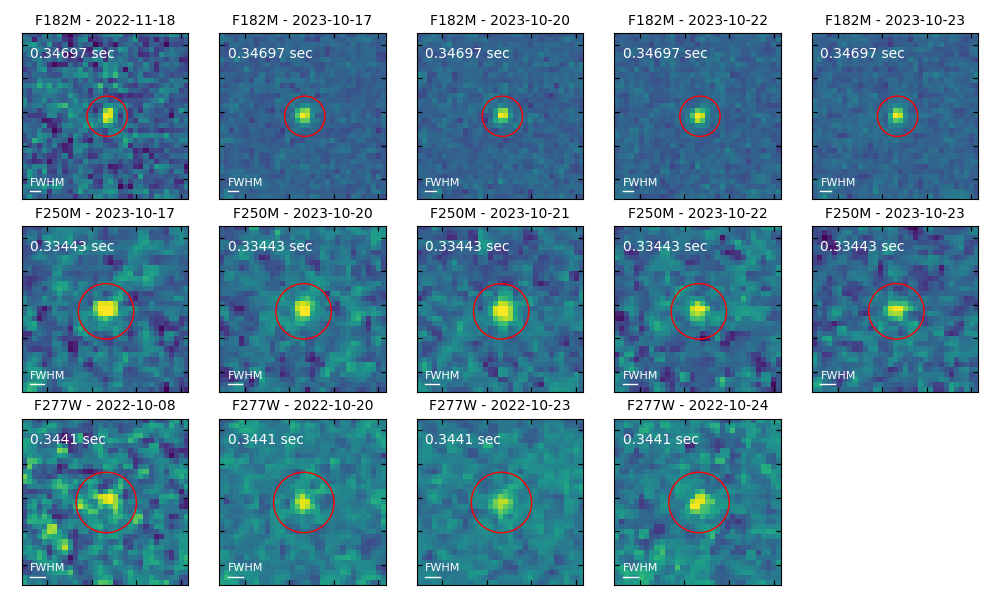 F182M - 2022-11-18
F182M - 2023-10-17
F182M - 2023-10-20
F182M - 2023-10-22
F182M - 2023-10-23
0.34697 sec
0.34697 sec
0.34697 sec
0.34697 sec
0.34697 sec
FWHM
FWHM
FWHM
FWHM
FWHM
F250M - 2023-10-17
F250M - 2023-10-20
F250M - 2023-10-21
F250M - 2023-10-22
F250M - 2023-10-23
0.33443 sec
0.33443 sec
0.33443 sec
0.33443 sec
0.33443 sec
FWHM
FWHM
FWHM
FWHM
FWHM
F277W - 2022-10-08
F277W - 2022-10-20
F277W - 2022-10-23
F277W - 2022-10-24
0.3441 sec
0.3441 sec
0.3441 sec
0.3441 sec
FWHM
FWHM
FWHM
FWHM